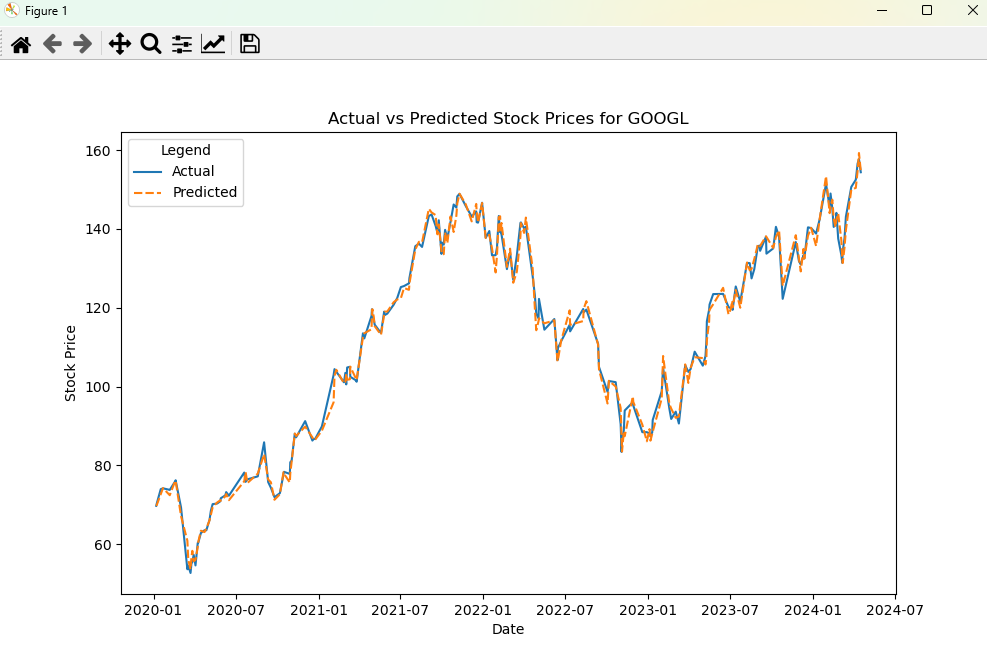 Figure 1
Actual vs Predicted Stock Prices for GOOGL
Legend
Actual
Predicted
Stock Price
160
140
120
100
80
60
2020-01 2020-07 2021-01 2021-07 2022-01 2022-07 2023-01 2023-07 2024-01 2024-07
Date